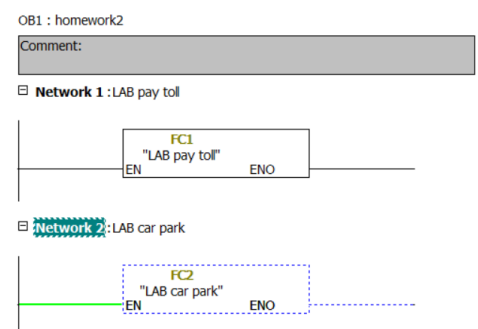 OB1 : homework2
Comment:
Network 1 : LAB pay toll
FC1
"LAB pay toll"
EN ENO
Network 2 : LAB car park
FC2
"LAB car park"
EN ENO